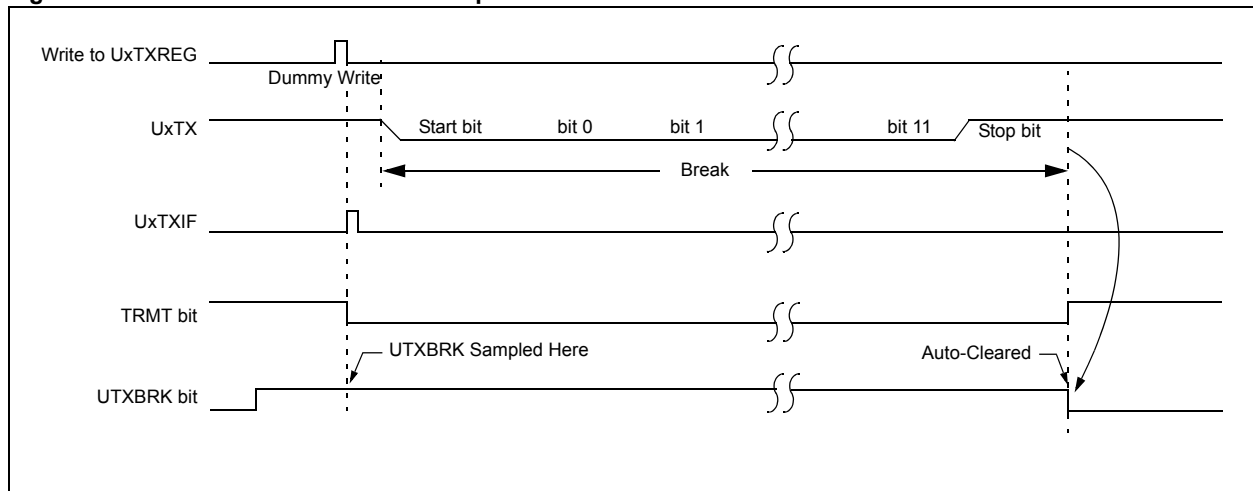 Write to UxTXREG
Dummy Write
UxTX
Start bit
bit 0
bit 1
bit 11
Stop bit
Break
UxTXIF
TRMT bit
UTXBRK Sampled Here
Auto-Cleared
UTXBRK bit